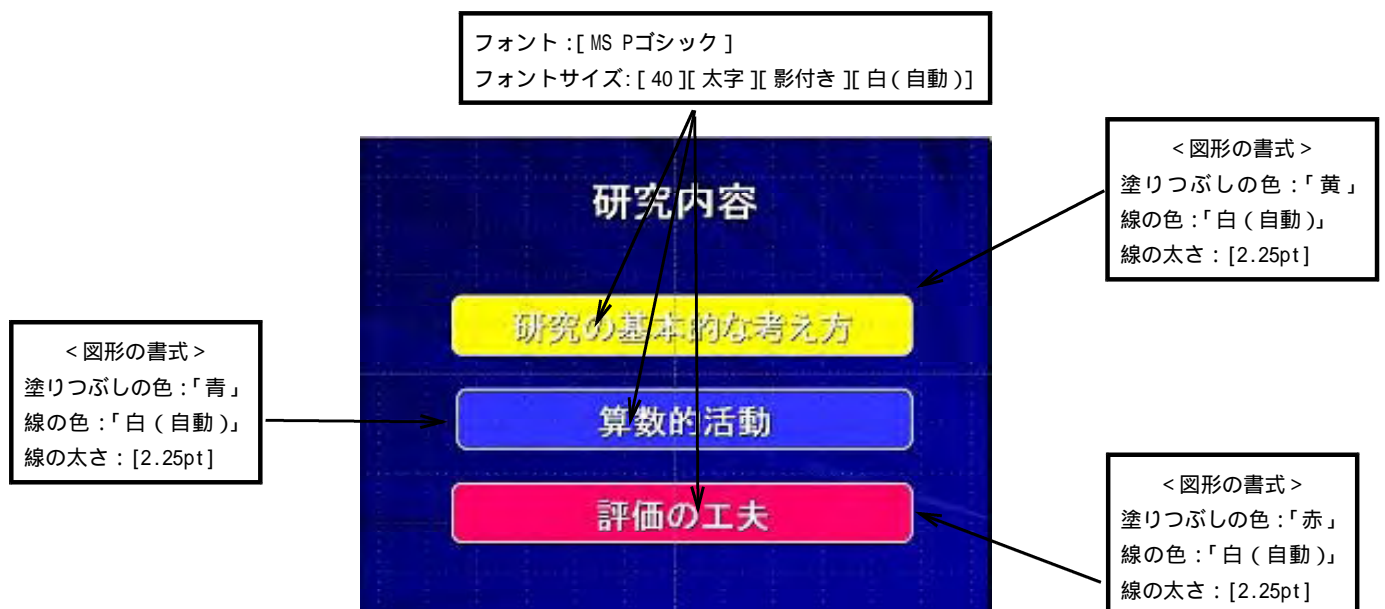 フォント:[MS Pゴシック]
フォントサイズ:[40][太字][影付き][白(自動)]
<図形の書式>
塗りつぶしの色:「黄」
線の色:「白(自動)」
線の太さ:[2.25pt]
研究内容
研究の基本的な考え方
算数的活動
評価の工夫
<図形の書式>
塗りつぶしの色:「青」
線の色:「白(自動)」
線の太さ:[2.25pt]
<図形の書式>
塗りつぶしの色:「赤」
線の色:「白(自動)」
線の太さ:[2.25pt]